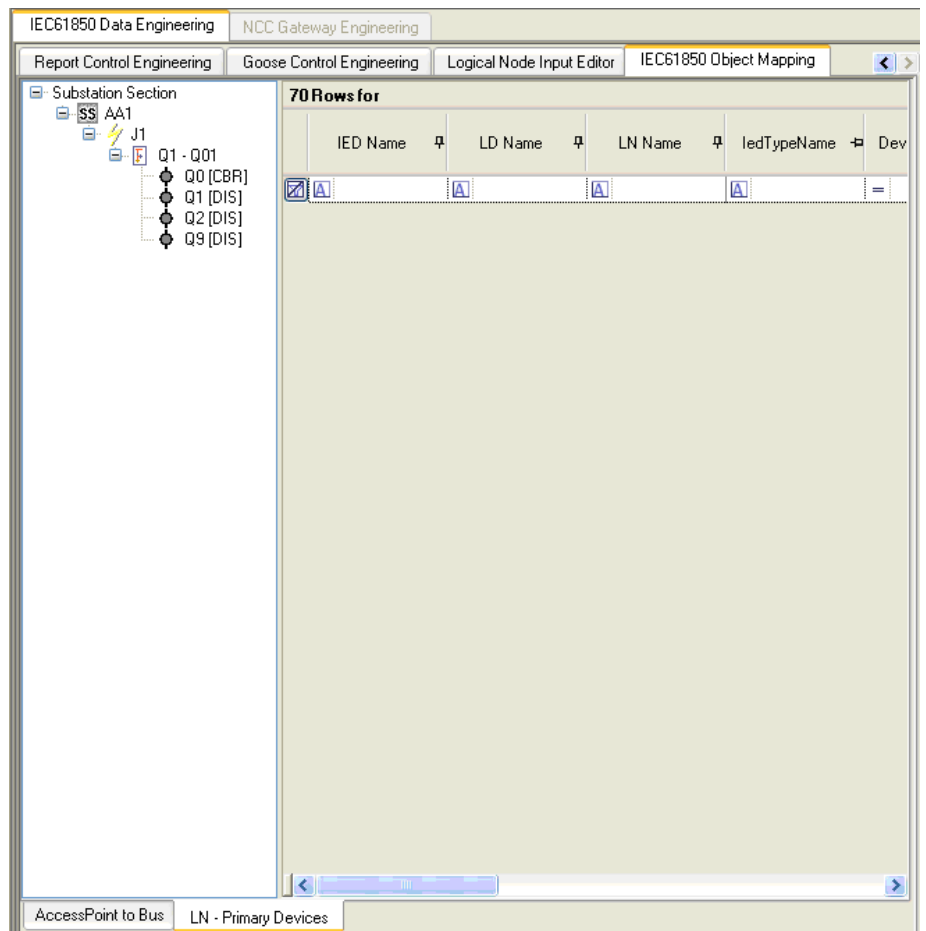 IEC61850 Data Engineering NCC Gateway Engineering
Report Control Engineering Goose Control Engineering Logical Node Input Editor IEC61850 Object Mapping
Substation Section
SS AA1
J1
Q1 - Q01
Q0 [CBR]
Q1 [DIS]
Q2 [DIS]
Q9 [DIS]
70 Rows for
IED Name LD Name LN Name IedTypeName Dev
A A A A =
AccessPoint to Bus LN - Primary Devices